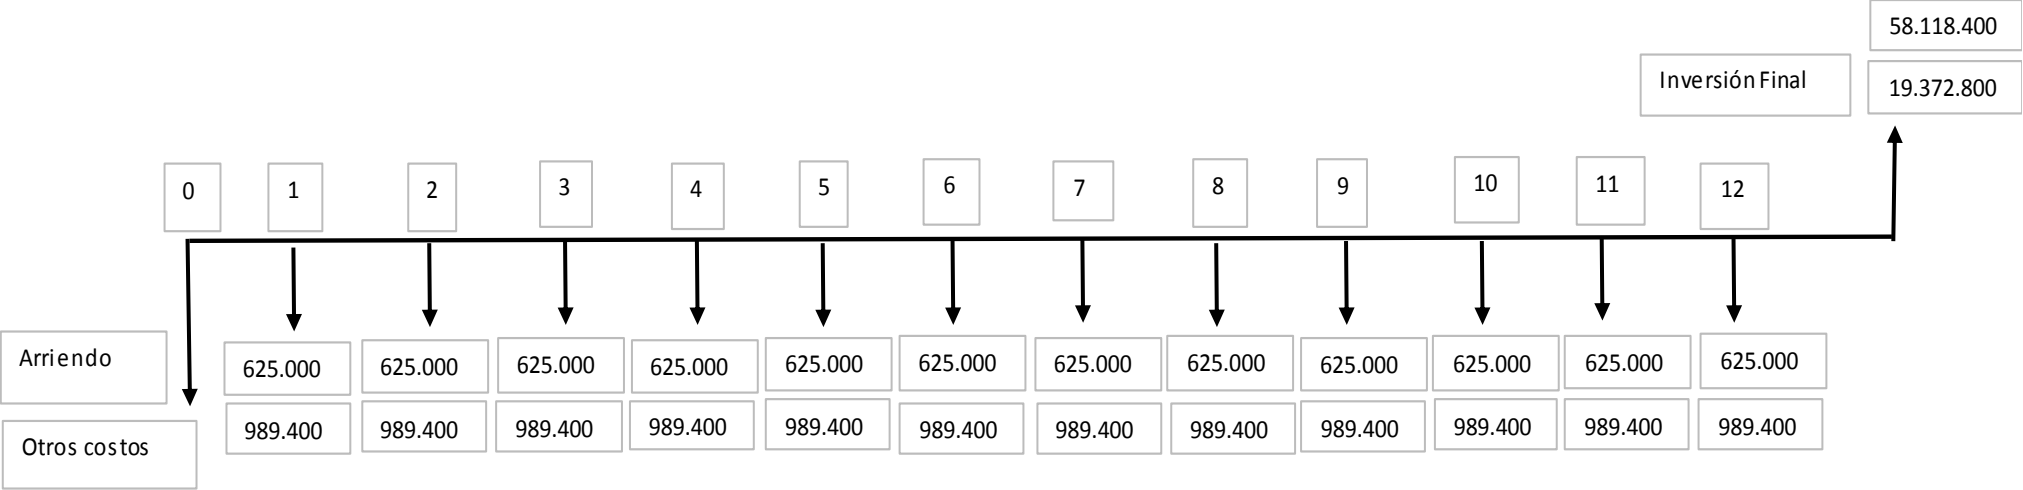 58.118.400
Inversión Final 19.372.800
0 1 2 3 4 5 6 7 8 9 10 11 12
Arriendo 625.000 625.000 625.000 625.000 625.000 625.000 625.000 625.000 625.000 625.000 625.000 625.000
Otros costos 989.400 989.400 989.400 989.400 989.400 989.400 989.400 989.400 989.400 989.400 989.400 989.400